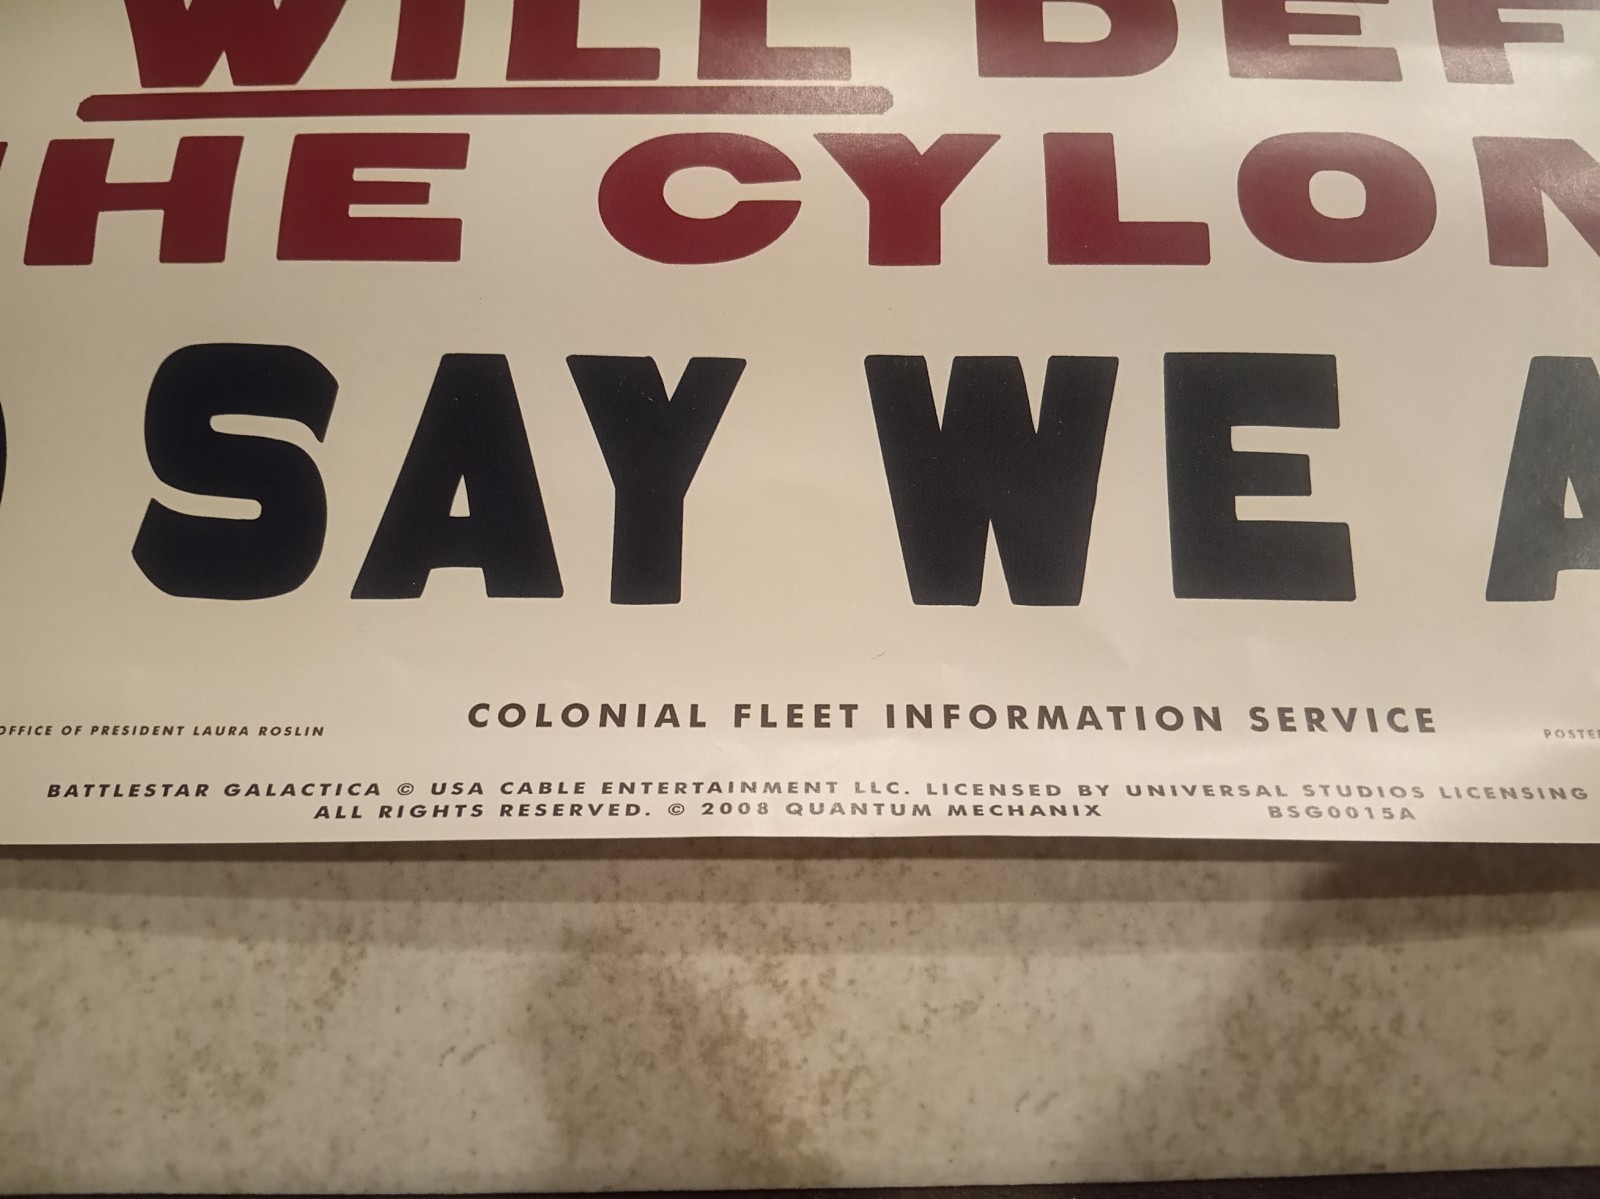 WILL DEF
HE CYLON
SAY WE A
OFFICE OF PRESIDENT LAURA ROSLIN
COLONIAL FLEET INFORMATION SERVICE
POSTE
BATTLESTAR GALACTICA © USA CABLE ENTERTAINMENT LLC. LICENSED BY UNIVERSAL STUDIOS LICENSING
ALL RIGHTS RESERVED. © 2008 QUANTUM MECHANIX BSG0015A